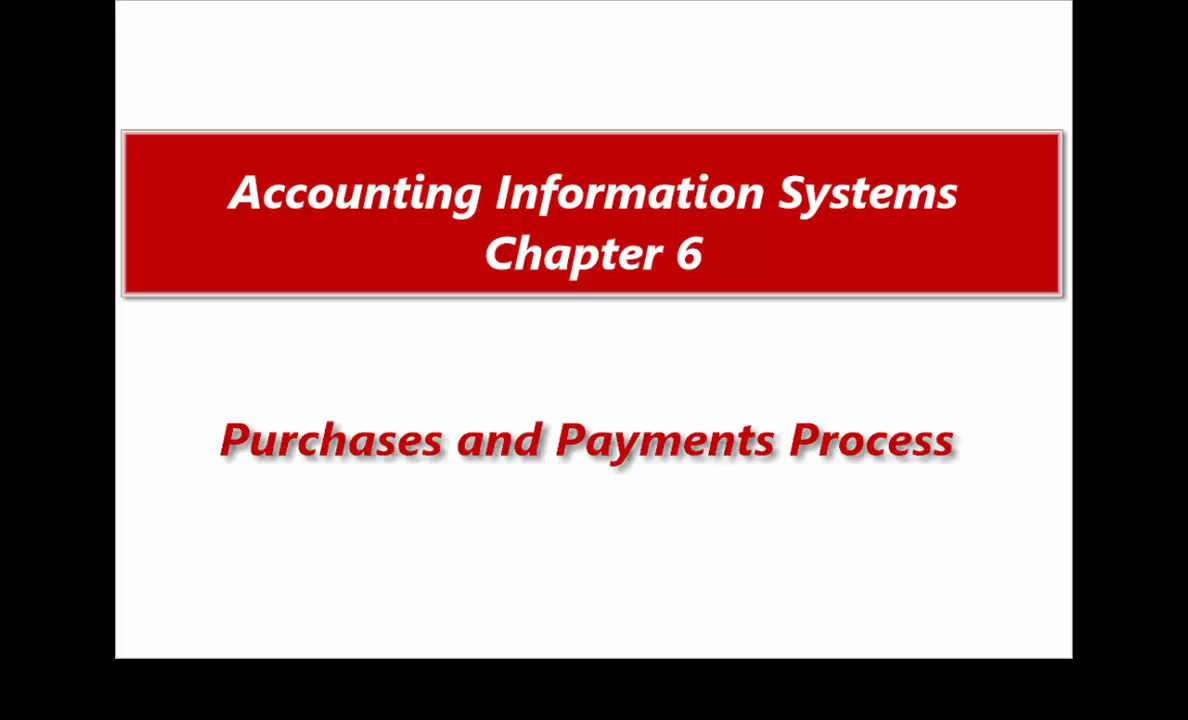 Accounting Information Systems
Chapter 6
Purchases and Payments Process